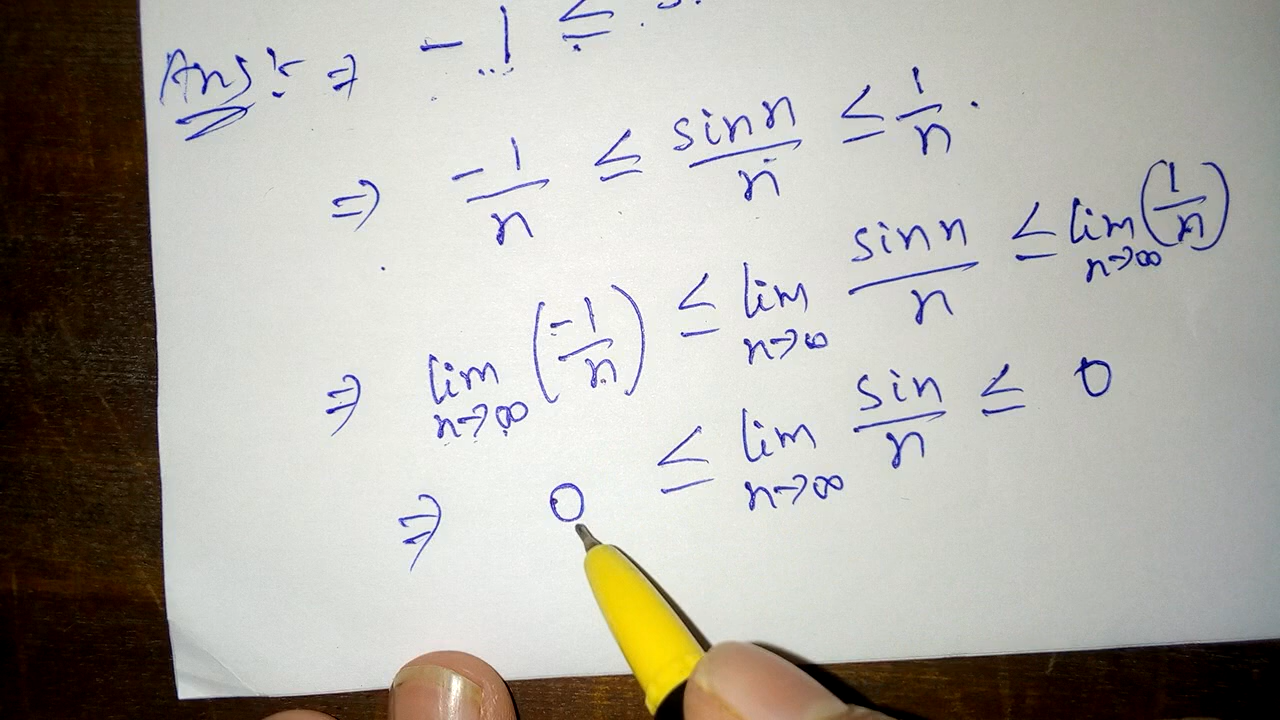 Ans:- ⇒ -1 ≤
⇒ -1/n ≤ sin n/n ≤ 1/n.
⇒ lim n→∞ (-1/n) ≤ lim n→∞ sin n/n ≤ lim n→∞ (1/n)
⇒ 0 ≤ lim n→∞ sin/n ≤ 0